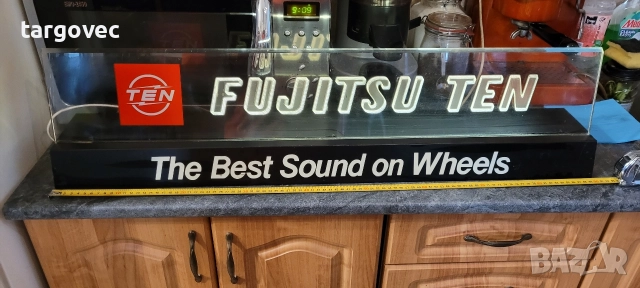 targovec
9:09
TEN FUJITSU TEN
The Best Sound on Wheels
BAZAR